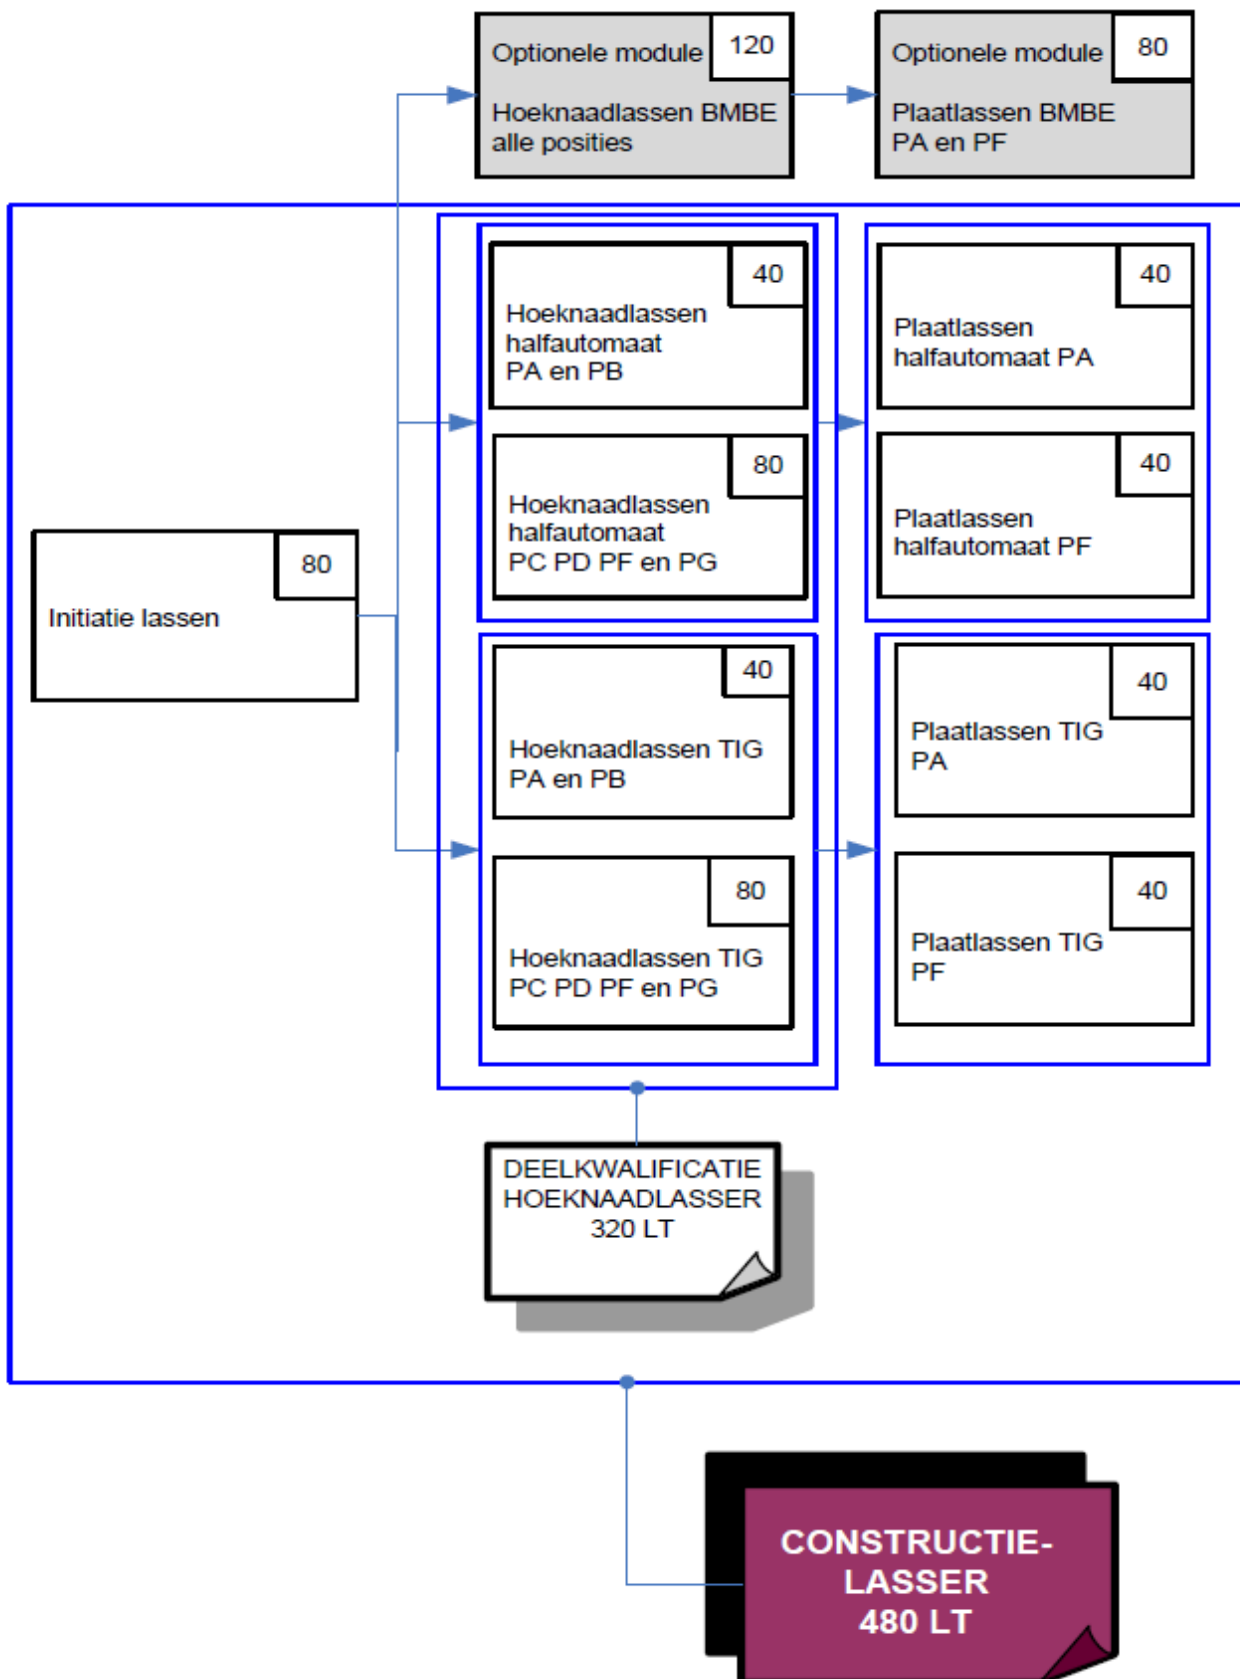 Optionele module
120
Hoeknaadlassen BMBE
alle posities
Optionele module
80
Plaatlassen BMBE
PA en PF
40
Hoeknaadlassen
halfautomaat
PA en PB
40
Plaatlassen
halfautomaat PA
80
Hoeknaadlassen
halfautomaat
PC PD PF en PG
40
Plaatlassen
halfautomaat PF
80
Initiatie lassen
40
Hoeknaadlassen TIG
PA en PB
40
Plaatlassen TIG
PA
80
Hoeknaadlassen TIG
PC PD PF en PG
40
Plaatlassen TIG
PF
DEELKWALIFICATIE
HOEKNAADLASSER
320 LT
CONSTRUCTIE-
LASSER
480 LT